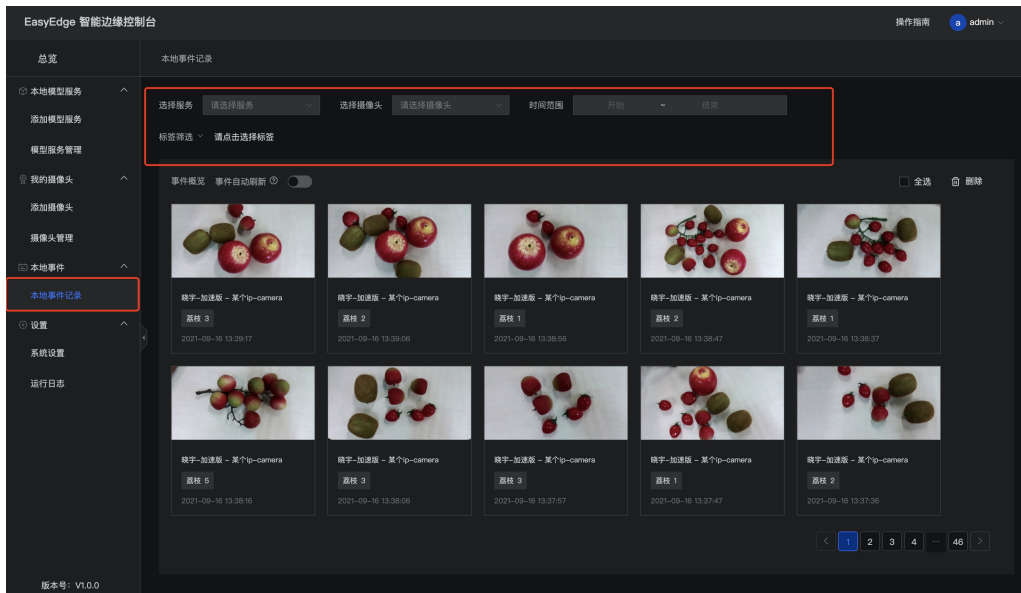 EasyEdge 智能边缘控制台
操作指南
a
admin
总览
本地事件记录
本地模型服务
添加模型服务
模型服务管理
我的摄像头
添加摄像头
摄像头管理
本地事件
本地事件记录
设置
系统设置
运行日志
版本号: V1.0.0
选择服务 请选择服务
选择摄像头 请选择摄像头
时间范围 开始 ~ 结束
标签筛选 请点击选择标签
事件概览 事件自动刷新
全选 删除
晓宇-加速版 - 某个ip-camera
荔枝 3
2021-09-16 13:39:17
晓宇-加速版 - 某个ip-camera
荔枝 2
2021-09-16 13:39:06
晓宇-加速版 - 某个ip-camera
荔枝 1
2021-09-16 13:38:56
晓宇-加速版 - 某个ip-camera
荔枝 2
2021-09-16 13:38:47
晓宇-加速版 - 某个ip-camera
荔枝 1
2021-09-16 13:38:37
晓宇-加速版 - 某个ip-camera
荔枝 5
2021-09-16 13:38:16
晓宇-加速版 - 某个ip-camera
荔枝 3
2021-09-16 13:38:06
晓宇-加速版 - 某个ip-camera
荔枝 3
2021-09-16 13:37:57
晓宇-加速版 - 某个ip-camera
荔枝 1
2021-09-16 13:37:47
晓宇-加速版 - 某个ip-camera
荔枝 2
2021-09-16 13:37:36
1 2 3 4 ··· 46